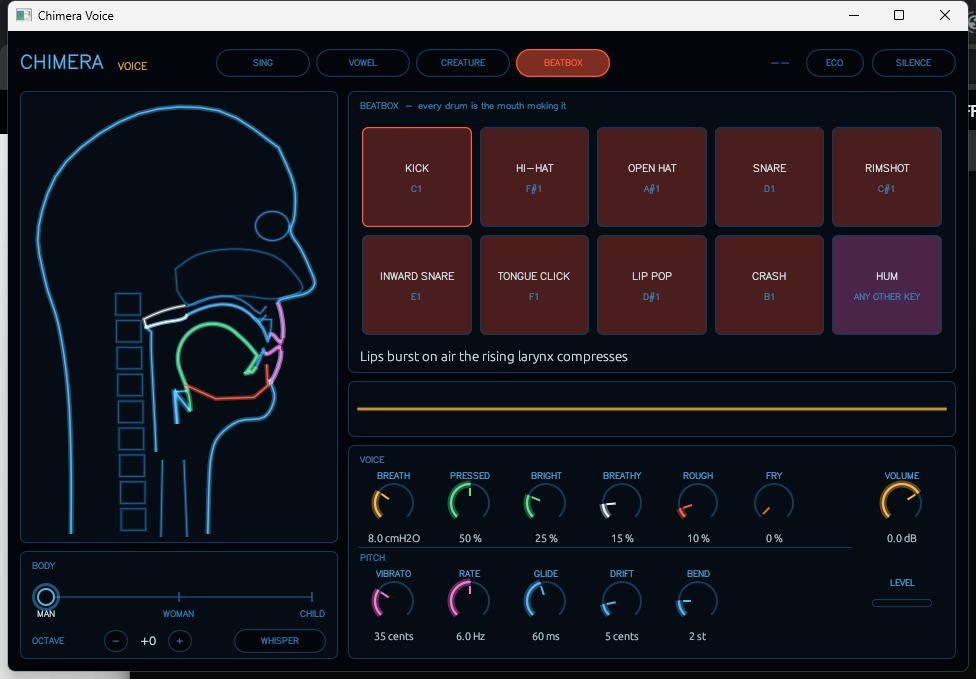 Chimera Voice
CHIMERA VOICE
SING
VOWEL
CREATURE
BEATBOX
——
ECO
SILENCE
BEATBOX — every drum is the mouth making it
KICK
C1
HI—HAT
F#1
OPEN HAT
A#1
SNARE
D1
RIMSHOT
C#1
INWARD SNARE
E1
TONGUE CLICK
F1
LIP POP
D#1
CRASH
B1
HUM
ANY OTHER KEY
Lips burst on air the rising larynx compresses
VOICE
BREATH
8.0 cmH2O
PRESSED
50 %
BRIGHT
25 %
BREATHY
15 %
ROUGH
10 %
FRY
0 %
VOLUME
0.0 dB
PITCH
VIBRATO
35 cents
RATE
6.0 Hz
GLIDE
60 ms
DRIFT
5 cents
BEND
2 st
LEVEL
BODY
MAN
WOMAN
CHILD
OCTAVE
−
+0
+
WHISPER